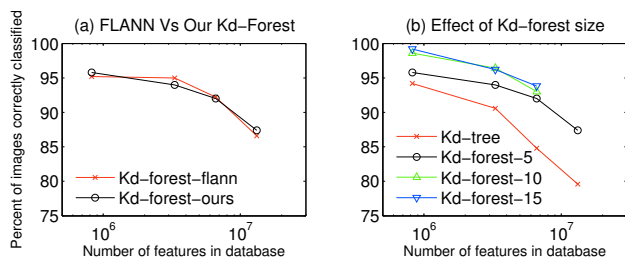 (a) FLANN Vs Our Kd−Forest
Percent of images correctly classified
100
95
90
85
80
75
Kd−forest−flann
Kd−forest−ours
10^6
10^7
Number of features in database
(b) Effect of Kd−forest size
100
95
90
85
80
75
Kd−tree
Kd−forest−5
Kd−forest−10
Kd−forest−15
10^6
10^7
Number of features in database